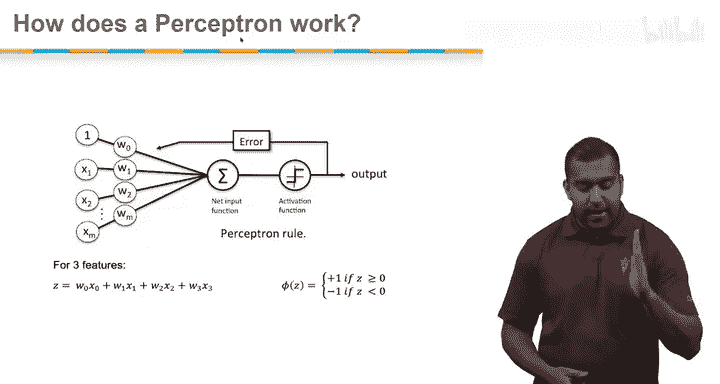 How does a Perceptron work?
bilibili
1
w₀
Error
x₁
w₁
Σ
output
x₂
w₂
⋮
wₘ
xₘ
Net input
function
Activation
function
Perceptron rule.
For 3 features:
z = w₀x₀ + w₁x₁ + w₂x₂ + w₃x₃
ϕ(z) = {+1 if z ≥ 0
−1 if z < 0